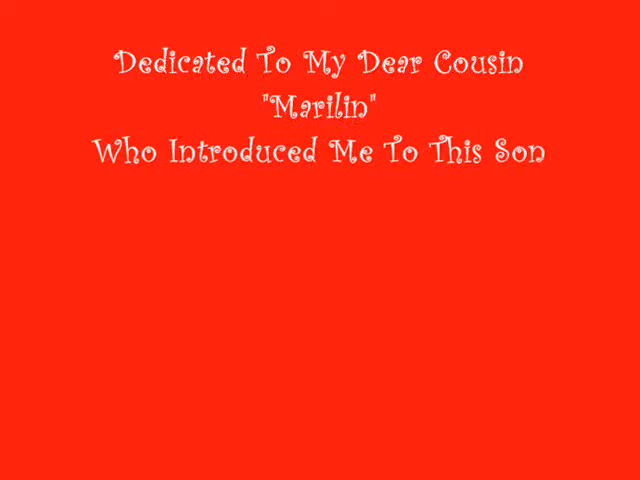 Dedicated To My Dear Cousin
"Marilin"
Who Introduced Me To This Son